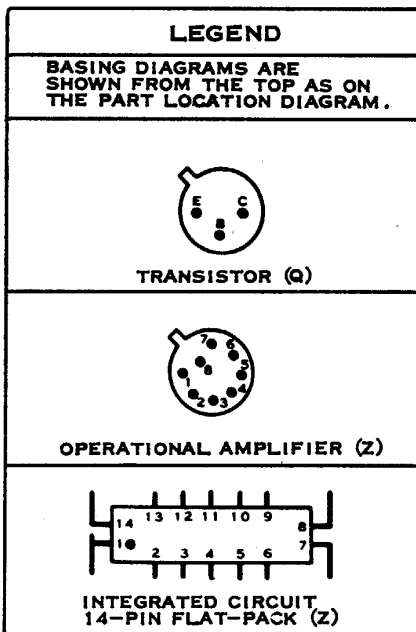 LEGEND
BASING DIAGRAMS ARE
SHOWN FROM THE TOP AS ON
THE PART LOCATION DIAGRAM.
E C
B
TRANSISTOR (Q)
7 6
8 5
1 4
2 3
OPERATIONAL AMPLIFIER (Z)
14 13 12 11 10 9 8
1 2 3 4 5 6 7
INTEGRATED CIRCUIT
14-PIN FLAT-PACK (Z)